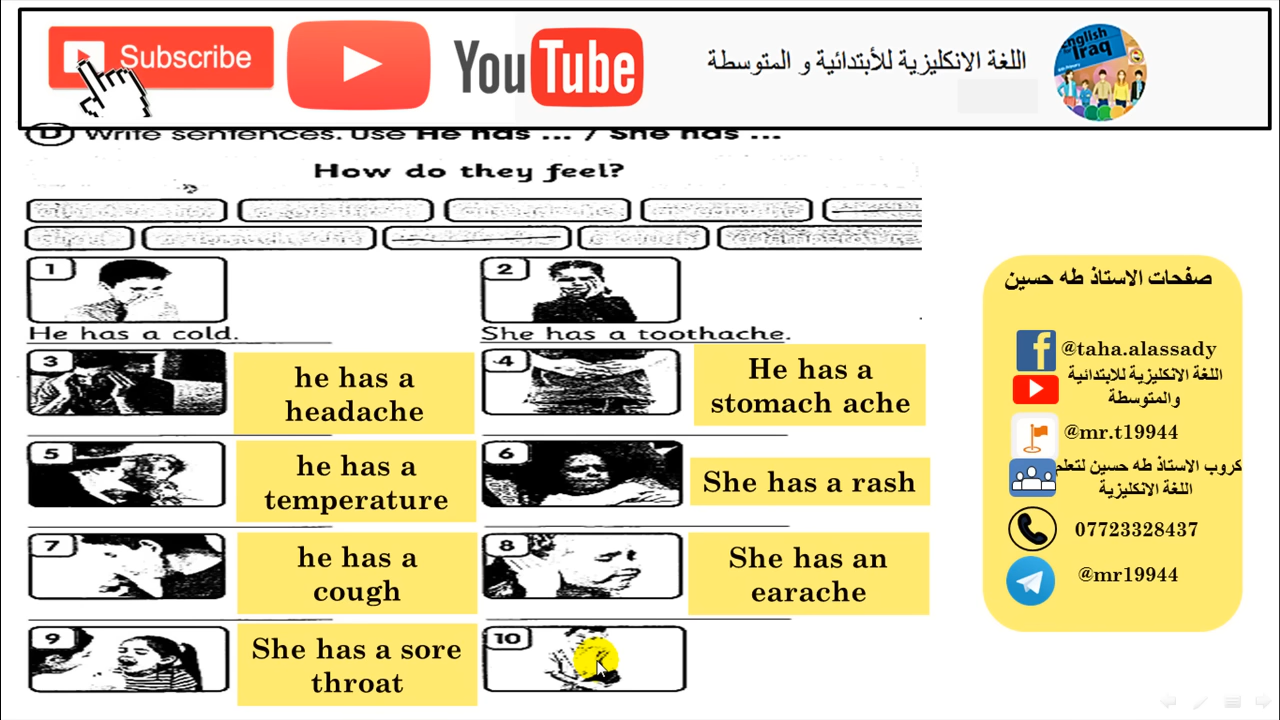 Subscribe
You Tube
اللغة الانكليزية للأبتدائية و المتوسطة
English
Iraq
D Write sentences. Use He has ... / She has ...
How do they feel?
1
2
He has a cold.
She has a toothache.
3
he has a
headache
4
He has a
stomach ache
5
he has a
temperature
6
She has a rash
7
he has a
cough
8
She has an
earache
9
She has a sore
throat
10
صفحات الاستاذ طه حسين
@taha.alassady
اللغة الانكليزية للابتدائية
والمتوسطة
@mr.t19944
كروب الاستاذ طه حسين لتعلم
اللغة الانكليزية
07723328437
@mr19944